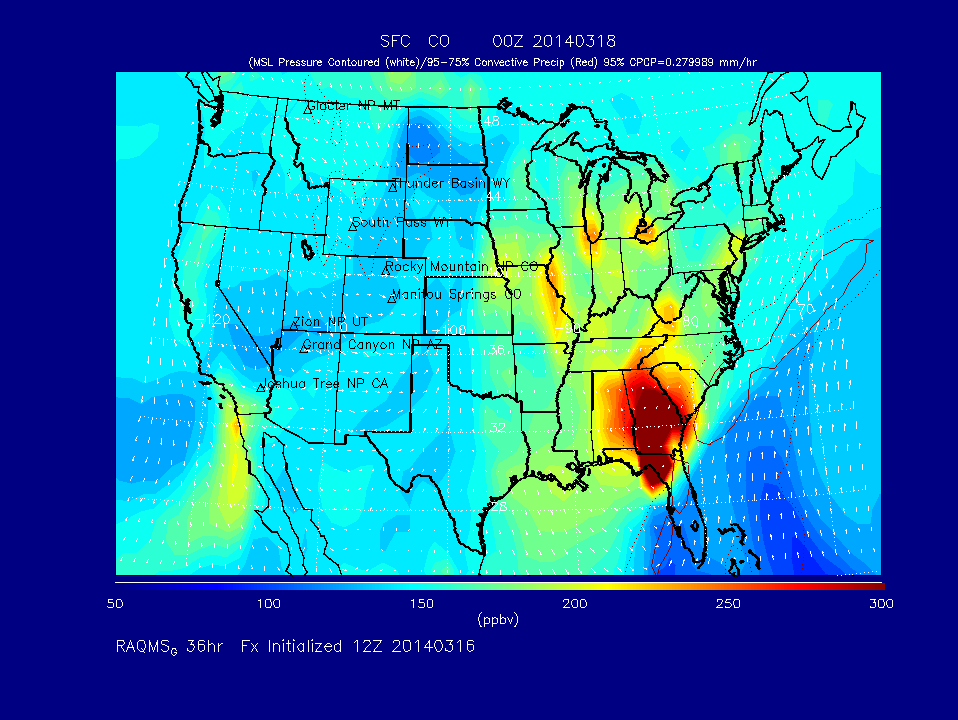 SFC CO 00Z 20140318
(MSL Pressure Contoured (white)/95-75% Convective Precip (Red) 95% CPCP=0.279989 mm/hr
Glacier NP MT
48
Thunder Basin WY
44
South Pass WY
Rocky Mountain NP CO
Manitou Springs CO
70
Zion NP UT
-120
-110
-100
-90
-80
Grand Canyon NP AZ
36
Joshua Tree NP CA
32
28
50 100 150 200 250 300
(ppbv)
RAQMSG 36hr Fx Initialized 12Z 20140316